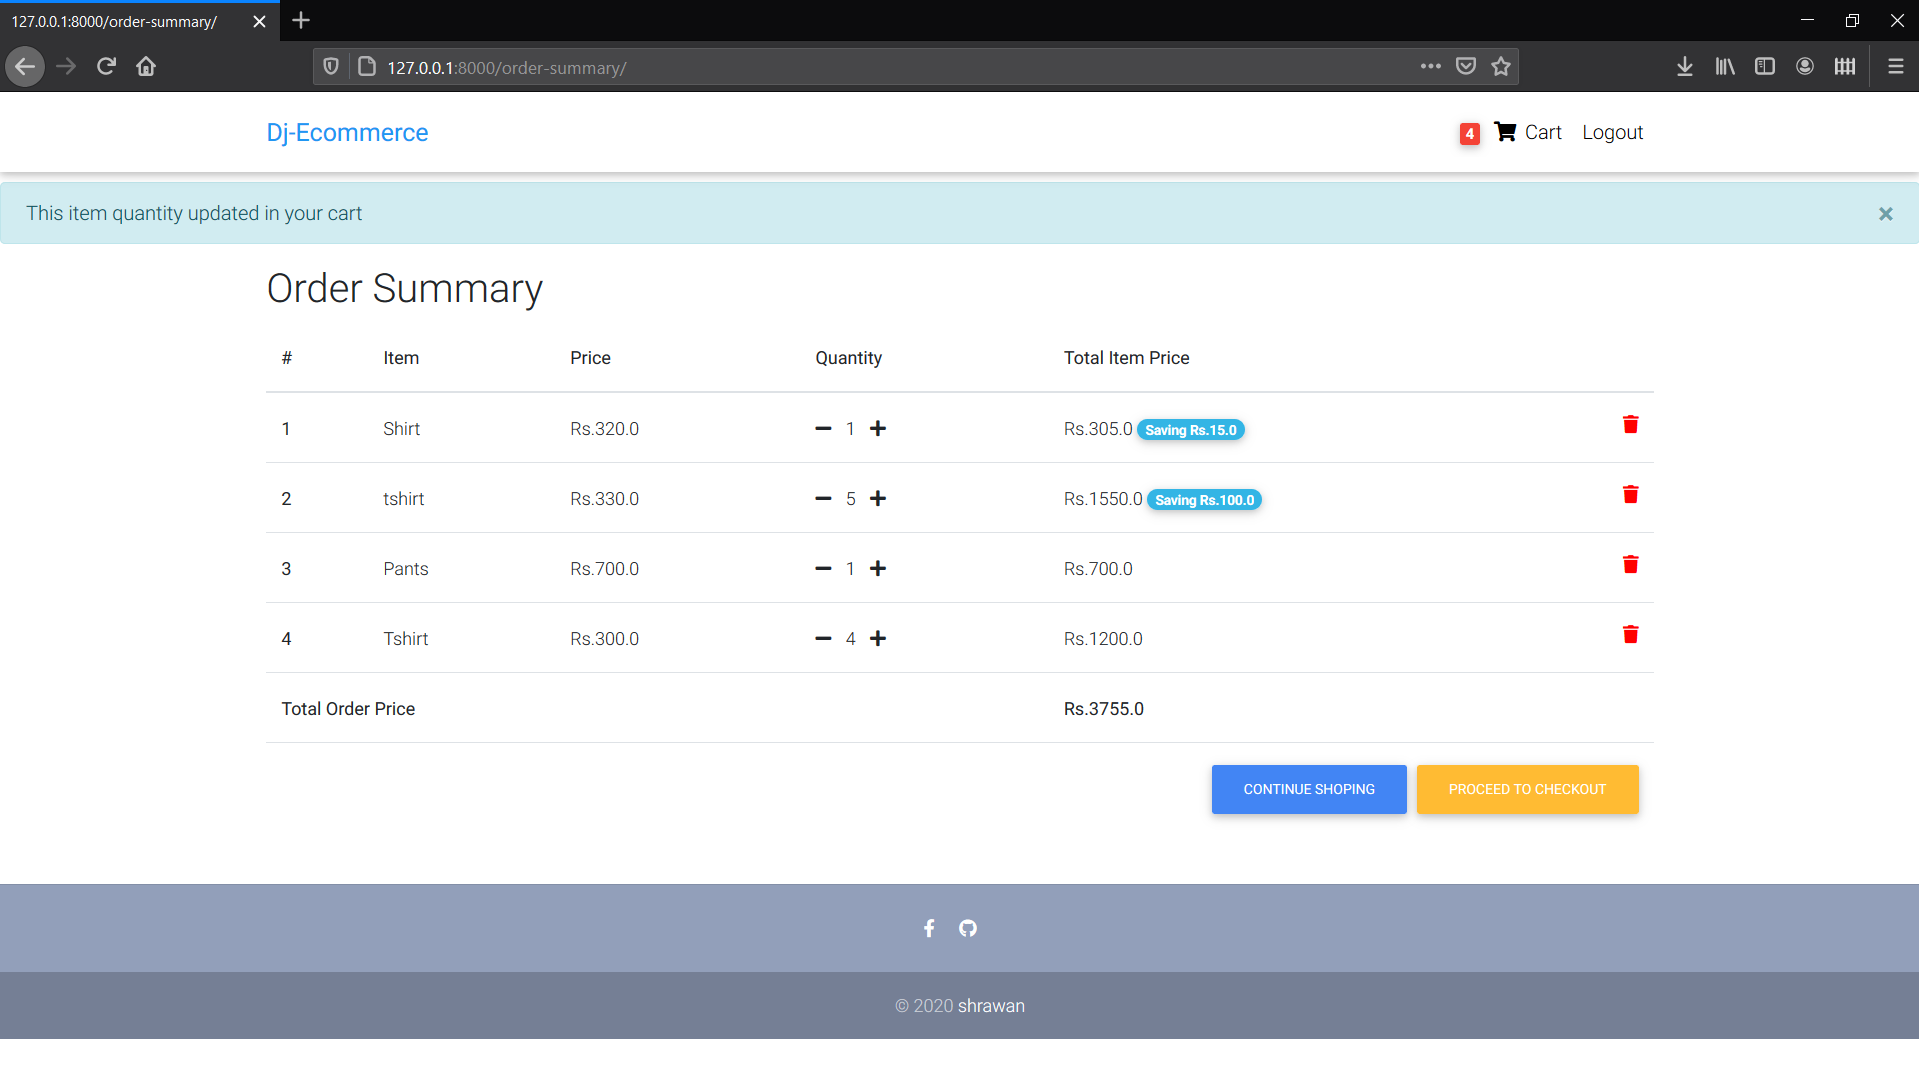 127.0.0.1:8000/order-summary/
127.0.0.1:8000/order-summary/
Dj-Ecommerce 4 Cart Logout
This item quantity updated in your cart ×
Order Summary
# Item Price Quantity Total Item Price
1 Shirt Rs.320.0 1 Rs.305.0 Saving Rs.15.0
2 tshirt Rs.330.0 5 Rs.1550.0 Saving Rs.100.0
3 Pants Rs.700.0 1 Rs.700.0
4 Tshirt Rs.300.0 4 Rs.1200.0
Total Order Price Rs.3755.0
CONTINUE SHOPING PROCEED TO CHECKOUT
© 2020 shrawan